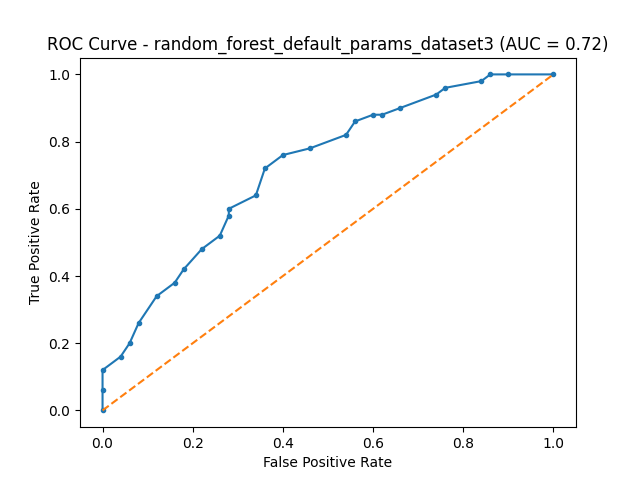 ROC Curve - random_forest_default_params_dataset3 (AUC = 0.72)
1.0
0.8
0.6
0.4
0.2
0.0
True Positive Rate
0.0 0.2 0.4 0.6 0.8 1.0
False Positive Rate